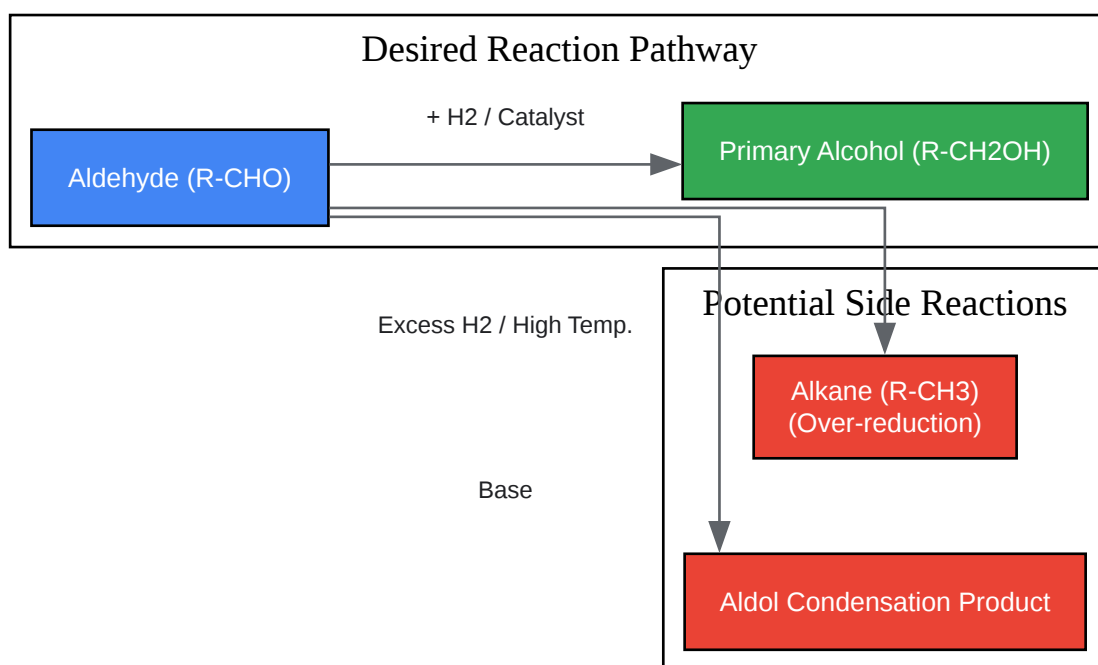 Desired Reaction Pathway
+ H2 / Catalyst
Aldehyde (R-CHO)
Primary Alcohol (R-CH2OH)
Potential Side Reactions
Excess H2 / High Temp.
Alkane (R-CH3)
(Over-reduction)
Base
Aldol Condensation Product